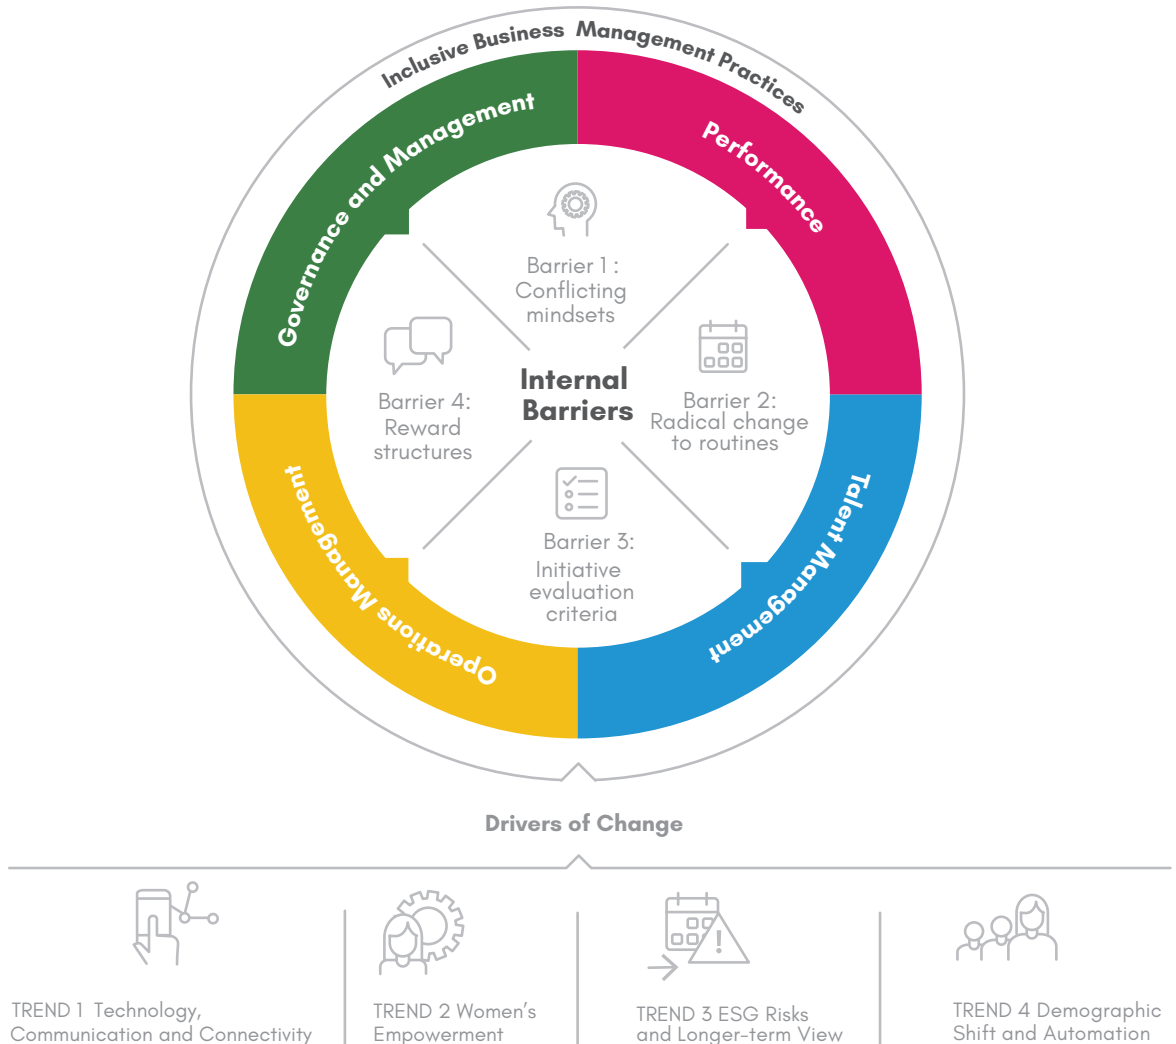 Inclusive Business Management Practices
Governance and Management
Performance
Barrier 1 :
Conflicting
mindsets
Barrier 4:
Reward
structures
Internal
Barriers
Barrier 2:
Radical change
to routines
Barrier 3:
Initiative
evaluation
criteria
Operations Management
Talent Management
Drivers of Change
TREND 1 Technology,
Communication and Connectivity
TREND 2 Women’s
Empowerment
TREND 3 ESG Risks
and Longer-term View
TREND 4 Demographic
Shift and Automation